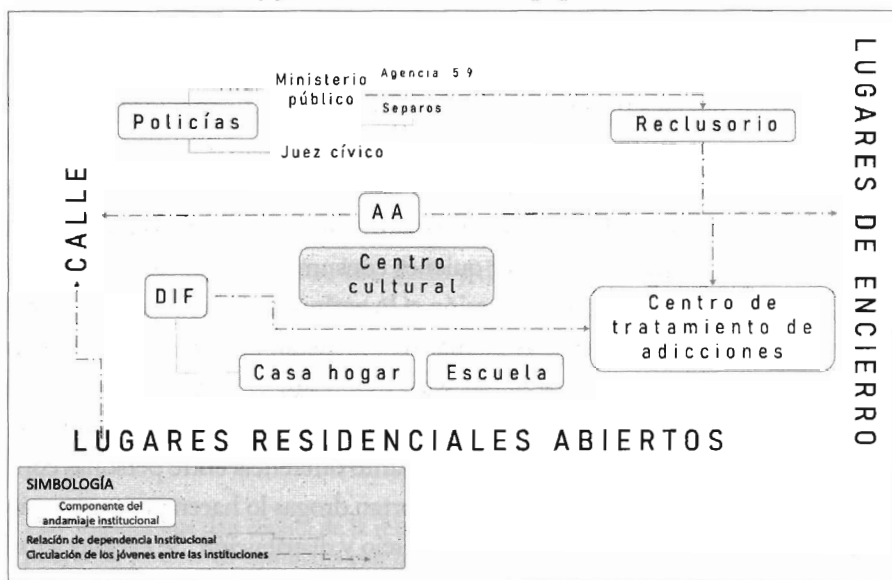 Ministerio
público
Agencia 59
Separos
Policías
Juez cívico
Reclusorio
LUGARES DE ENCIERRO
CALLE
AA
Centro
cultural
DIF
Centro de
tratamiento de
adicciones
Casa hogar
Escuela
LUGARES RESIDENCIALES ABIERTOS
SIMBOLOGÍA
Componente del
andamiaje institucional
Relación de dependencia institucional
Circulación de los jóvenes entre las instituciones